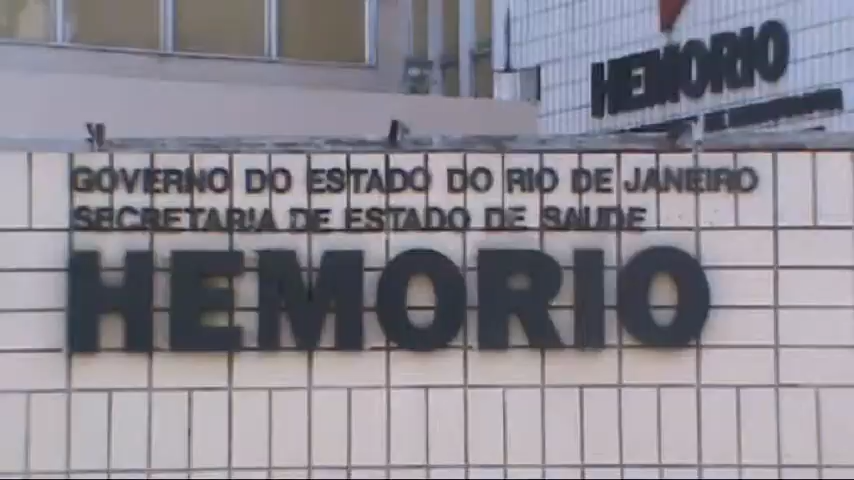 HEMORIO
GOVERNO DO ESTADO DO RIO DE JANEIRO
SECRETARIA DE ESTADO DE SAUDE
HEMORIO